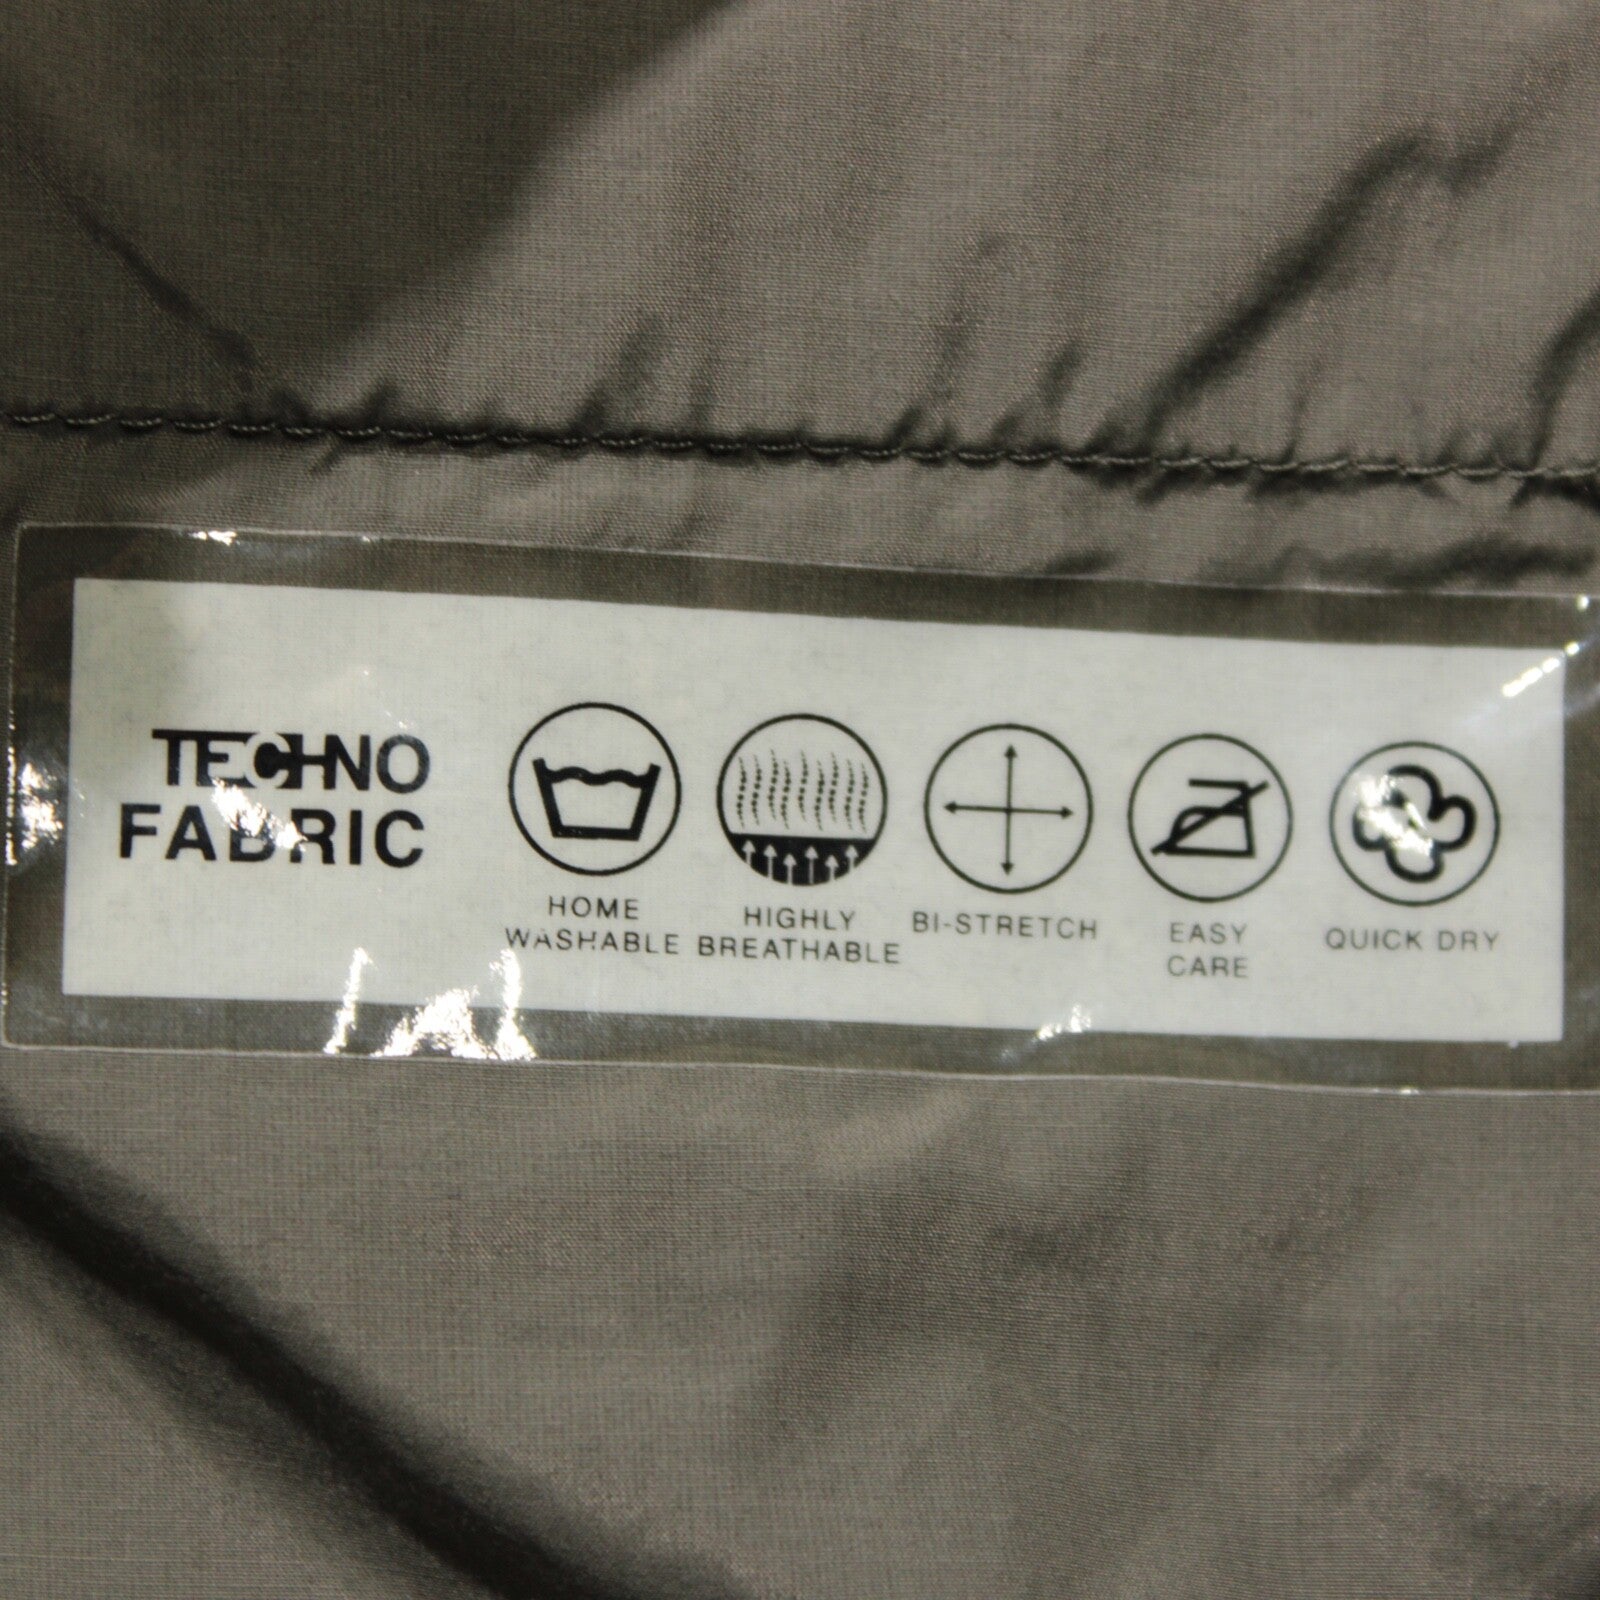 TECHNO
FABRIC
HOME
WASHABLE
HIGHLY
BREATHABLE
BI-STRETCH
EASY
CARE
QUICK DRY